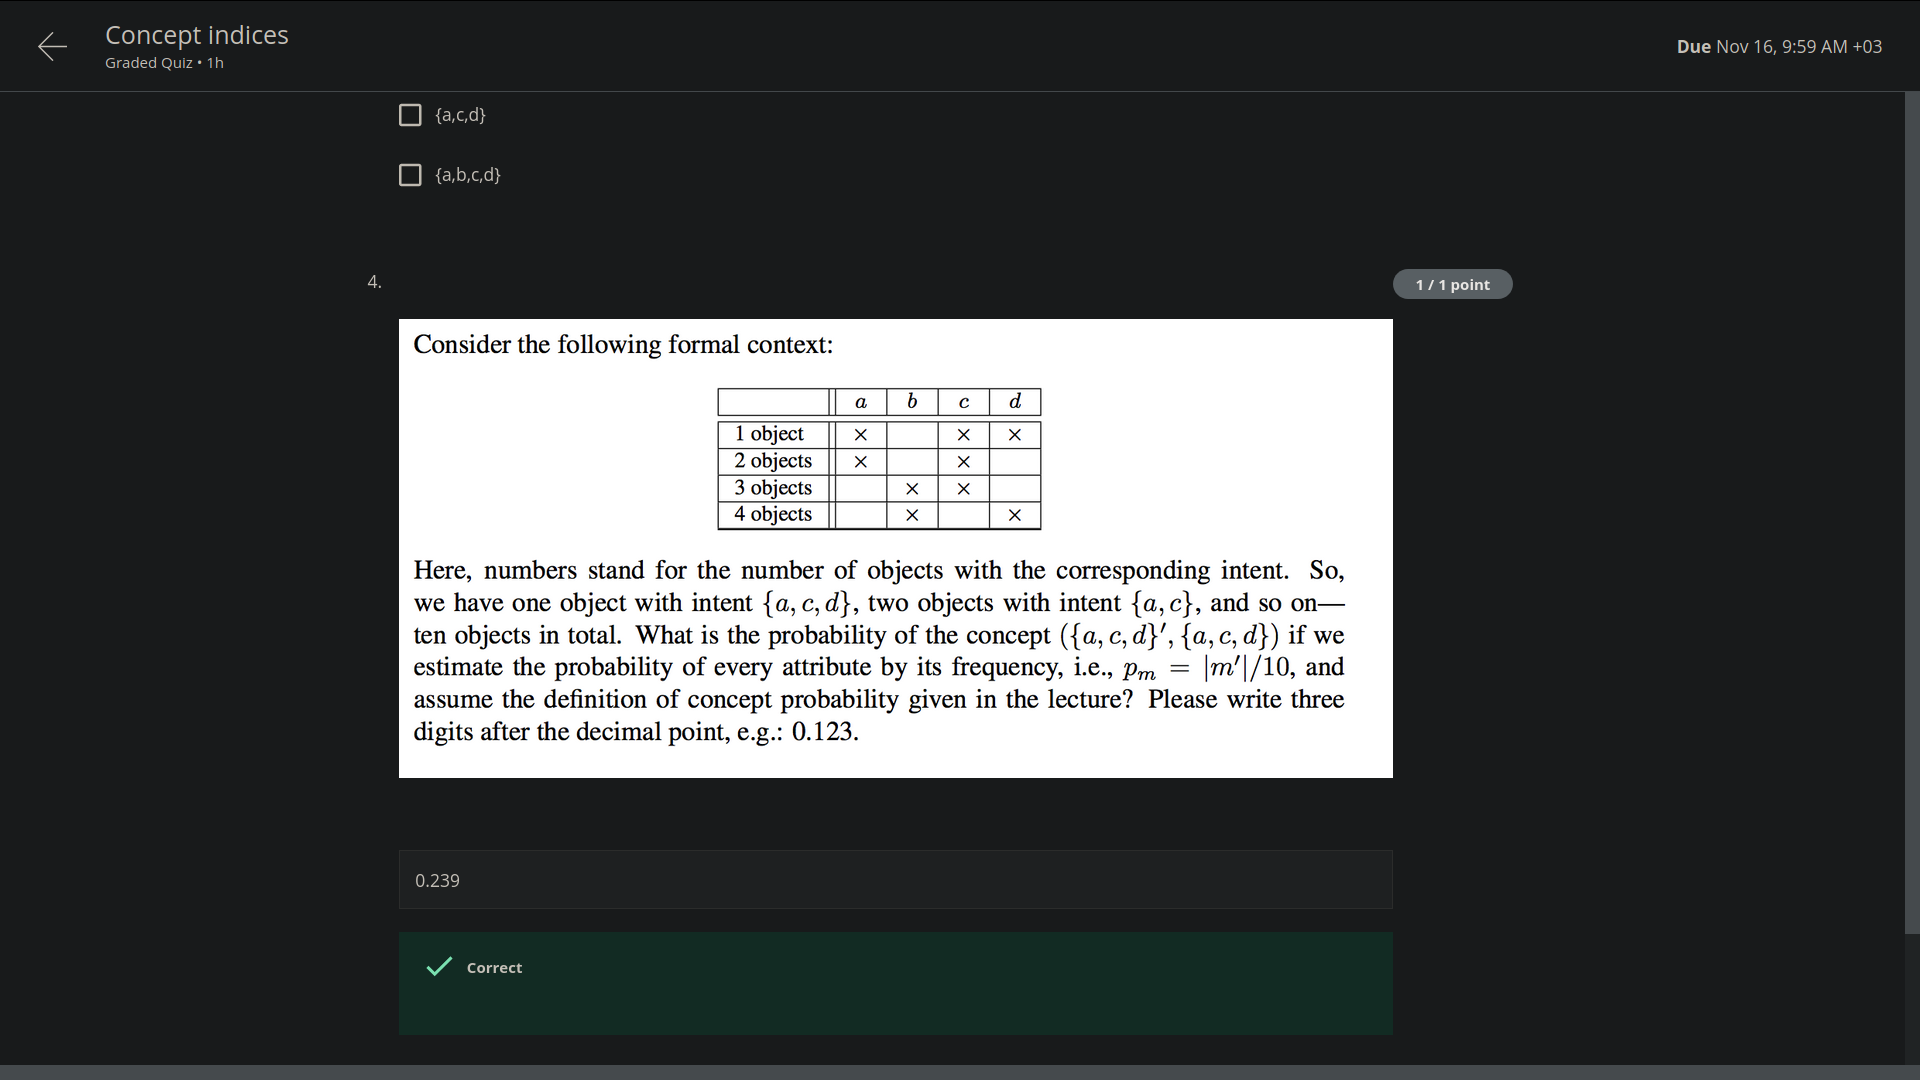 Concept indices
Graded Quiz • 1h
Due Nov 16, 9:59 AM +03
{a,c,d}
{a,b,c,d}
4.
1 / 1 point
Consider the following formal context:
a b c d
1 object × × ×
2 objects × ×
3 objects × ×
4 objects × ×
Here, numbers stand for the number of objects with the corresponding intent. So,
we have one object with intent {a, c, d}, two objects with intent {a, c}, and so on—
ten objects in total. What is the probability of the concept ({a, c, d}′, {a, c, d}) if we
estimate the probability of every attribute by its frequency, i.e., pₘ = |m′|/10, and
assume the definition of concept probability given in the lecture? Please write three
digits after the decimal point, e.g.: 0.123.
0.239
Correct